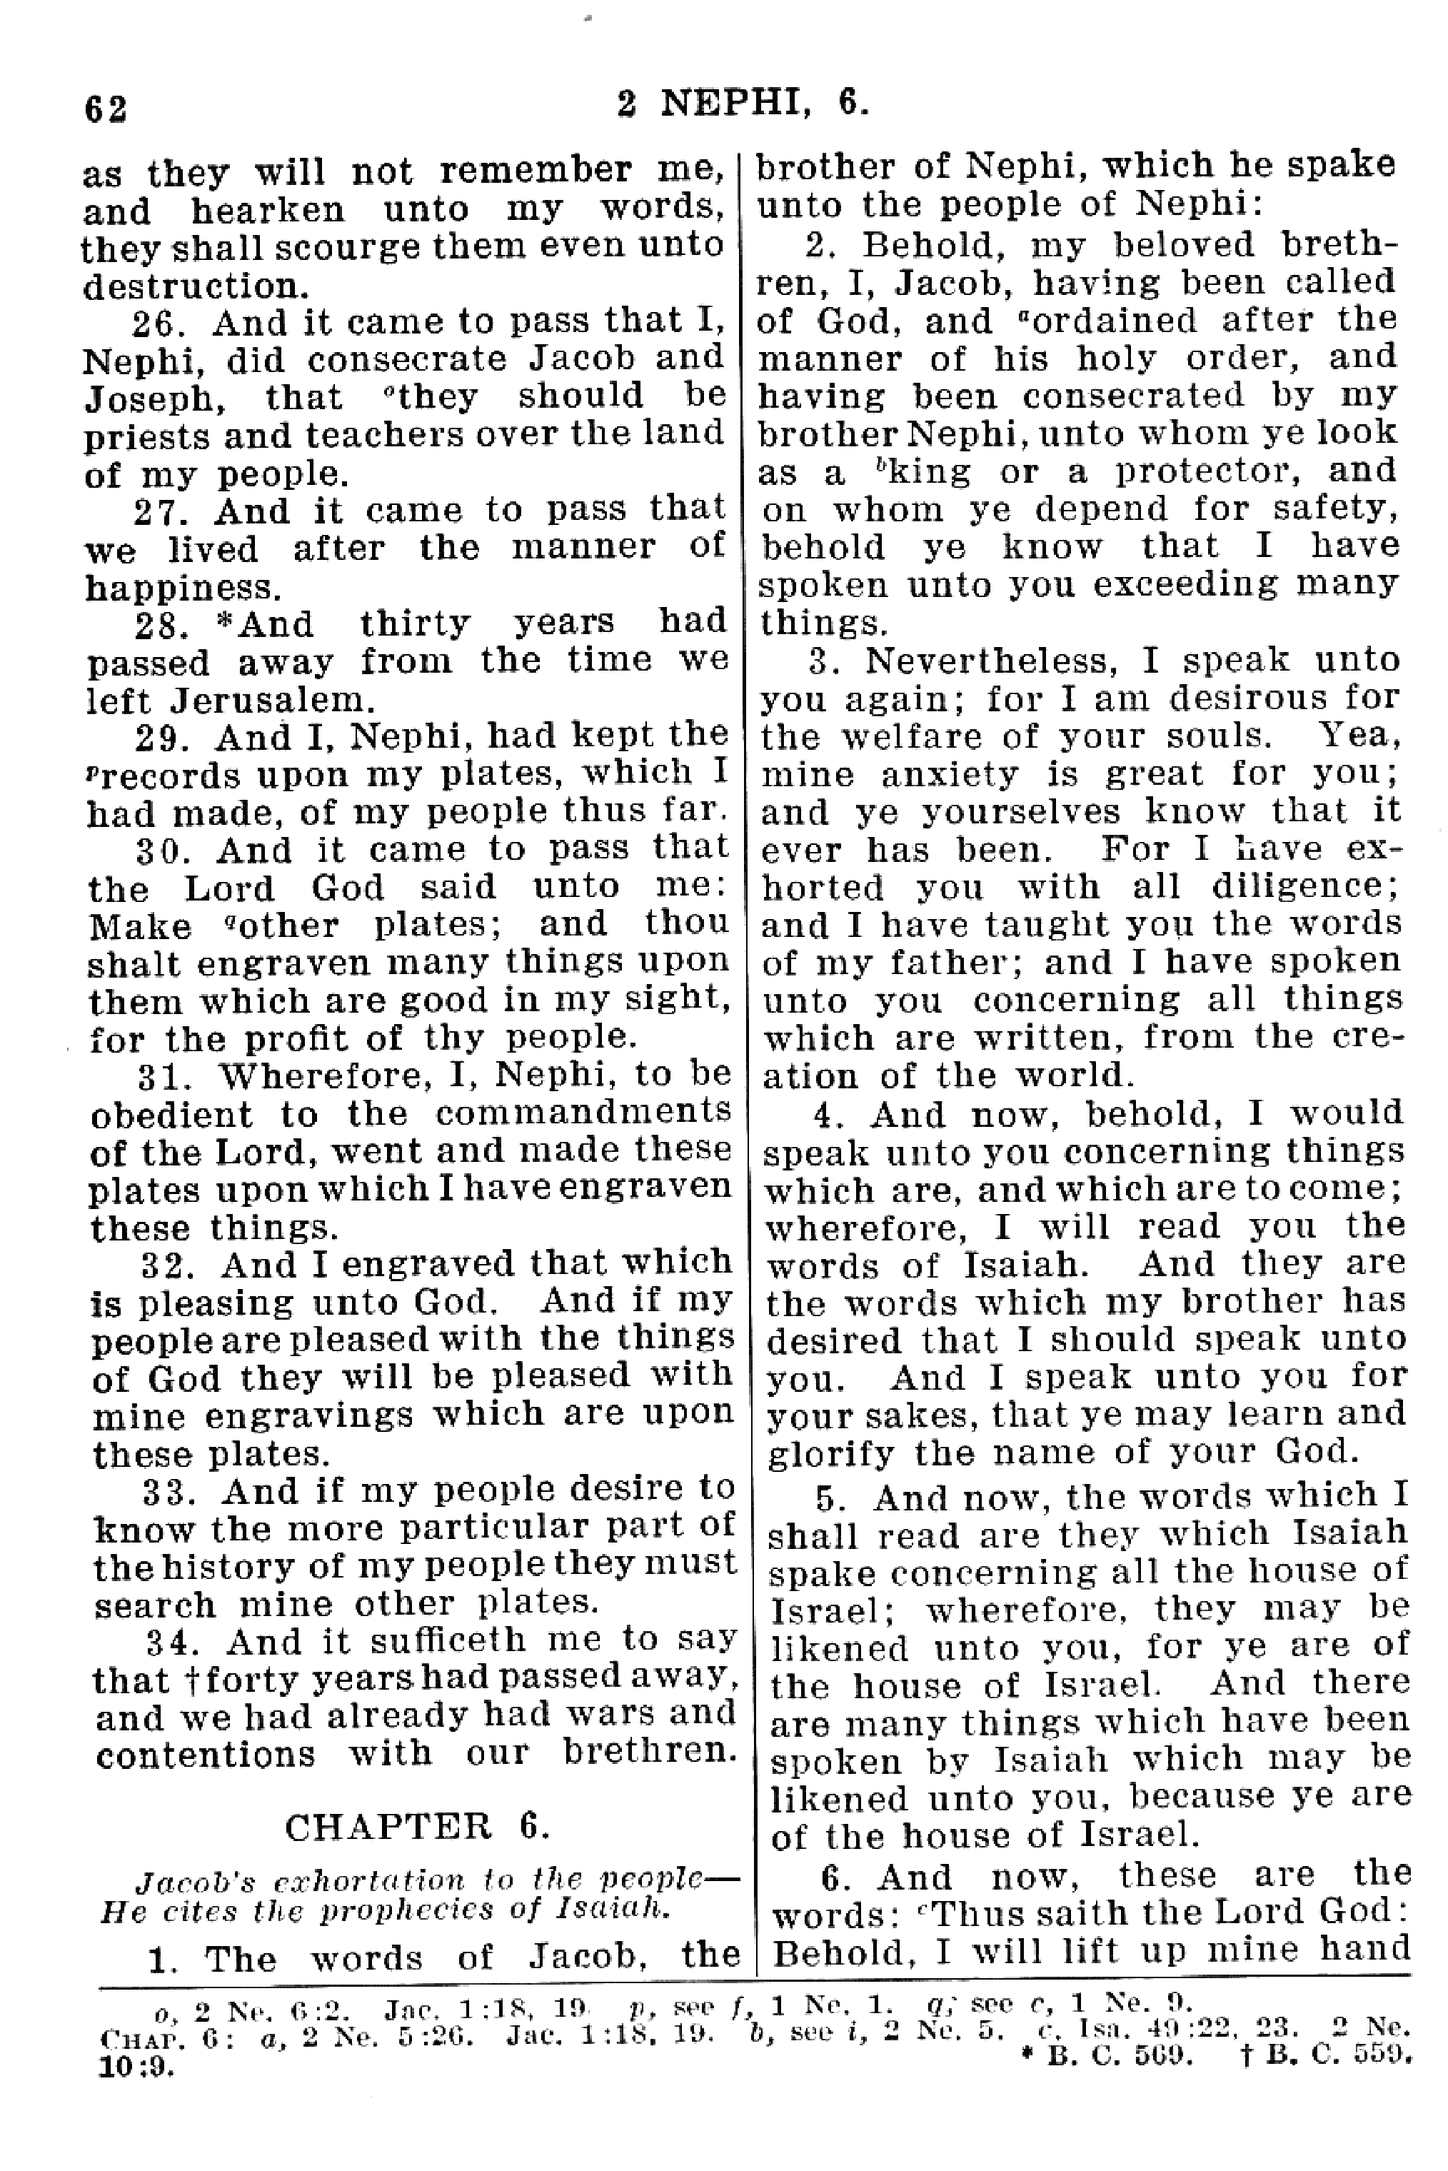 62
2 NEPHI, 6.
as they will not remember me,
and hearken unto my words,
they shall scourge them even unto
destruction.
26. And it came to pass that I,
Nephi, did consecrate Jacob and
Joseph, that ᵒthey should be
priests and teachers over the land
of my people.
27. And it came to pass that
we lived after the manner of
happiness.
28. *And thirty years had
passed away from the time we
left Jerusalem.
29. And I, Nephi, had kept the
ᵖrecords upon my plates, which I
had made, of my people thus far.
30. And it came to pass that
the Lord God said unto me:
Make qother plates; and thou
shalt engraven many things upon
them which are good in my sight,
for the profit of thy people.
31. Wherefore, I, Nephi, to be
obedient to the commandments
of the Lord, went and made these
plates upon which I have engraven
these things.
32. And I engraved that which
is pleasing unto God. And if my
people are pleased with the things
of God they will be pleased with
mine engravings which are upon
these plates.
33. And if my people desire to
know the more particular part of
the history of my people they must
search mine other plates.
34. And it sufficeth me to say
that †forty years had passed away,
and we had already had wars and
contentions with our brethren.
CHAPTER 6.
Jacob's exhortation to the people—
He cites the prophecies of Isaiah.
1. The words of Jacob, the
brother of Nephi, which he spake
unto the people of Nephi:
2. Behold, my beloved breth-
ren, I, Jacob, having been called
of God, and ᵃordained after the
manner of his holy order, and
having been consecrated by my
brother Nephi, unto whom ye look
as a ᵇking or a protector, and
on whom ye depend for safety,
behold ye know that I have
spoken unto you exceeding many
things.
3. Nevertheless, I speak unto
you again; for I am desirous for
the welfare of your souls. Yea,
mine anxiety is great for you;
and ye yourselves know that it
ever has been. For I have ex-
horted you with all diligence;
and I have taught you the words
of my father; and I have spoken
unto you concerning all things
which are written, from the cre-
ation of the world.
4. And now, behold, I would
speak unto you concerning things
which are, and which are to come;
wherefore, I will read you the
words of Isaiah. And they are
the words which my brother has
desired that I should speak unto
you. And I speak unto you for
your sakes, that ye may learn and
glorify the name of your God.
5. And now, the words which I
shall read are they which Isaiah
spake concerning all the house of
Israel; wherefore, they may be
likened unto you, for ye are of
the house of Israel. And there
are many things which have been
spoken by Isaiah which may be
likened unto you, because ye are
of the house of Israel.
6. And now, these are the
words: ᶜThus saith the Lord God:
Behold, I will lift up mine hand
o, 2 Ne. 6:2. Jac. 1:18, 19. p, see f, 1 Ne. 1. q, see c, 1 Ne. 9.
CHAP. 6: a, 2 Ne. 5:26. Jac. 1:18, 19. b, see i, 2 Ne. 5. c, Isa. 49:22, 23. 2 Ne.
10:9. * B. C. 569. † B. C. 559.